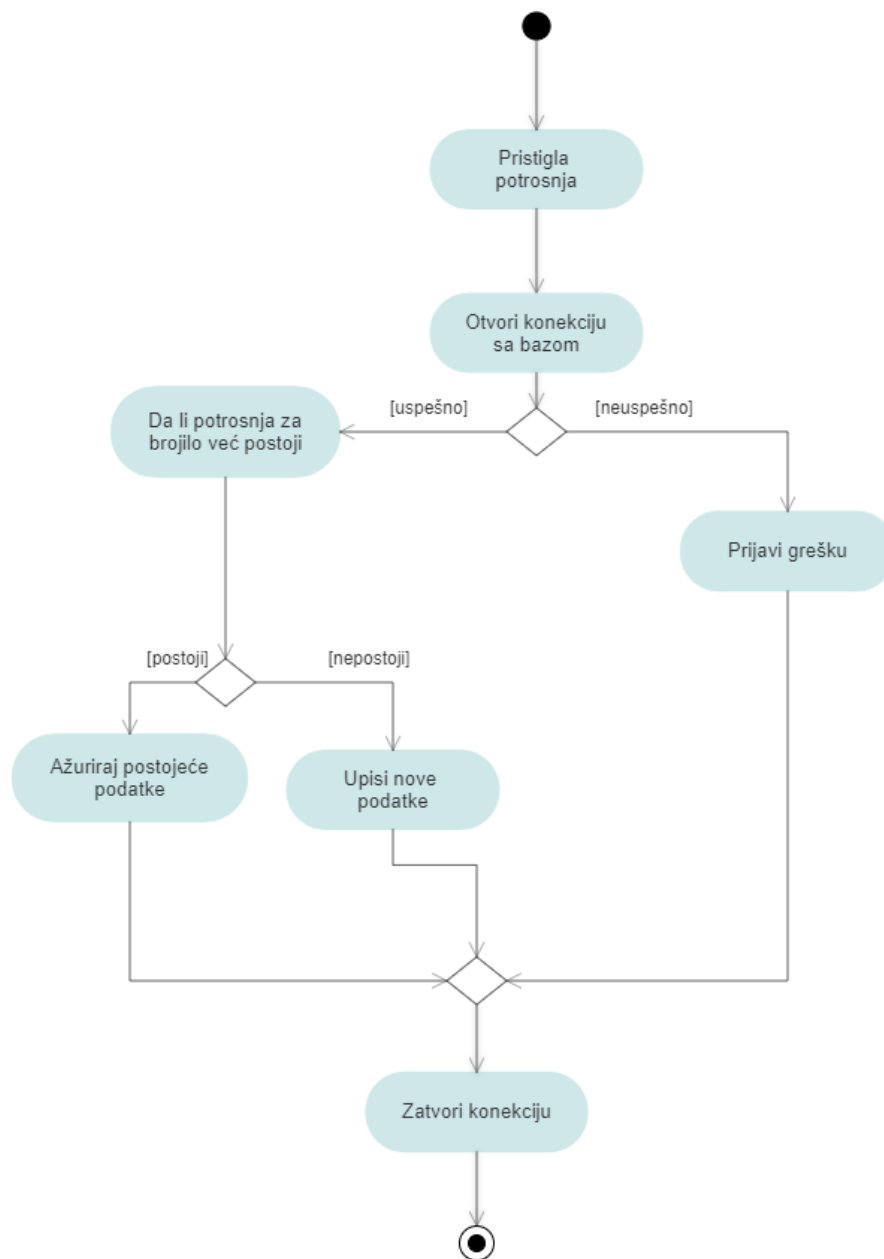 Pristigla
potrosnja
Otvori konekciju
sa bazom
[uspešno]
[neuspešno]
Da li potrosnja za
brojilo već postoji
Prijavi grešku
[postoji]
[nepostoji]
Ažuriraj postojeće
podatke
Upisi nove
podatke
Zatvori konekciju